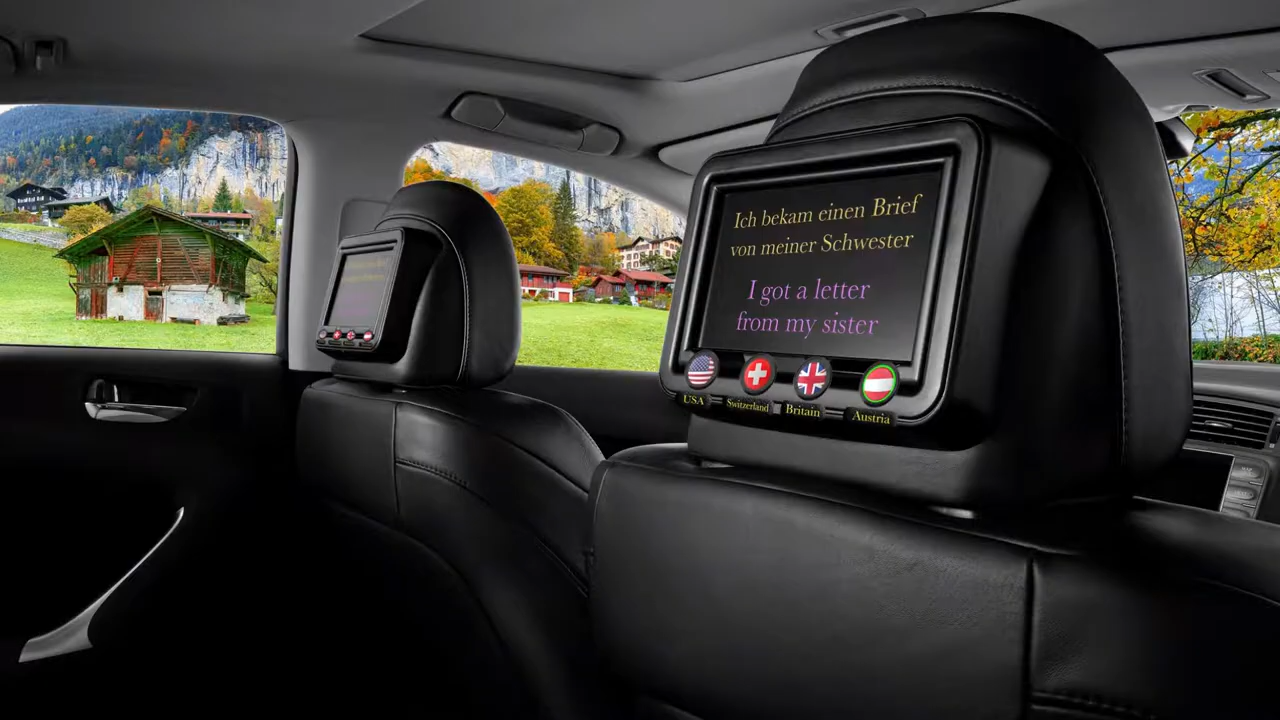 Ich bekam einen Brief
von meiner Schwester
I got a letter
from my sister
USA
Switzerland
Britain
Austria